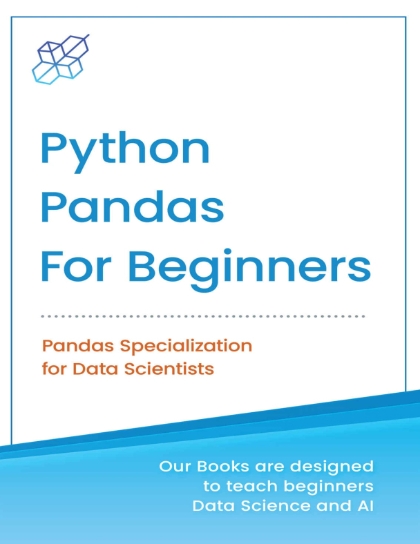 Python
Pandas
For Beginners
Pandas Specialization
for Data Scientists
Our Books are designed
to teach beginners
Data Science and AI